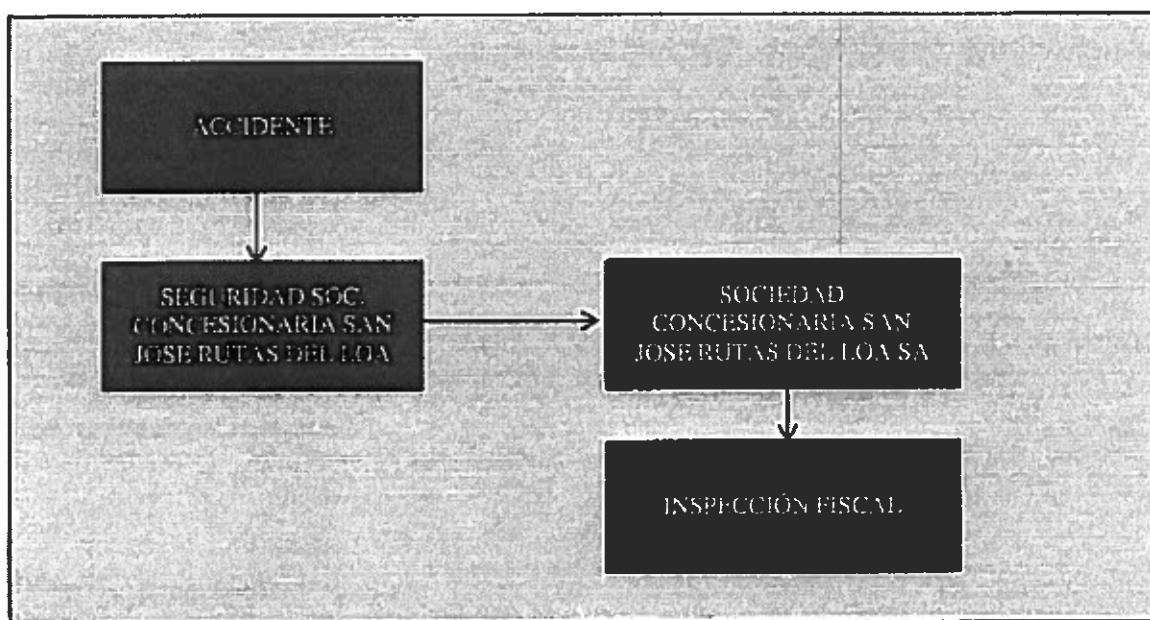 ACCIDENTE
SEGURIDAD SOC.
CONCESIONARIA SAN
JOSE RUTAS DEL LOA
SOCIEDAD
CONCESIONARIA SAN
JOSE RUTAS DEL LOA SA
INSPECCIÓN FISCAL